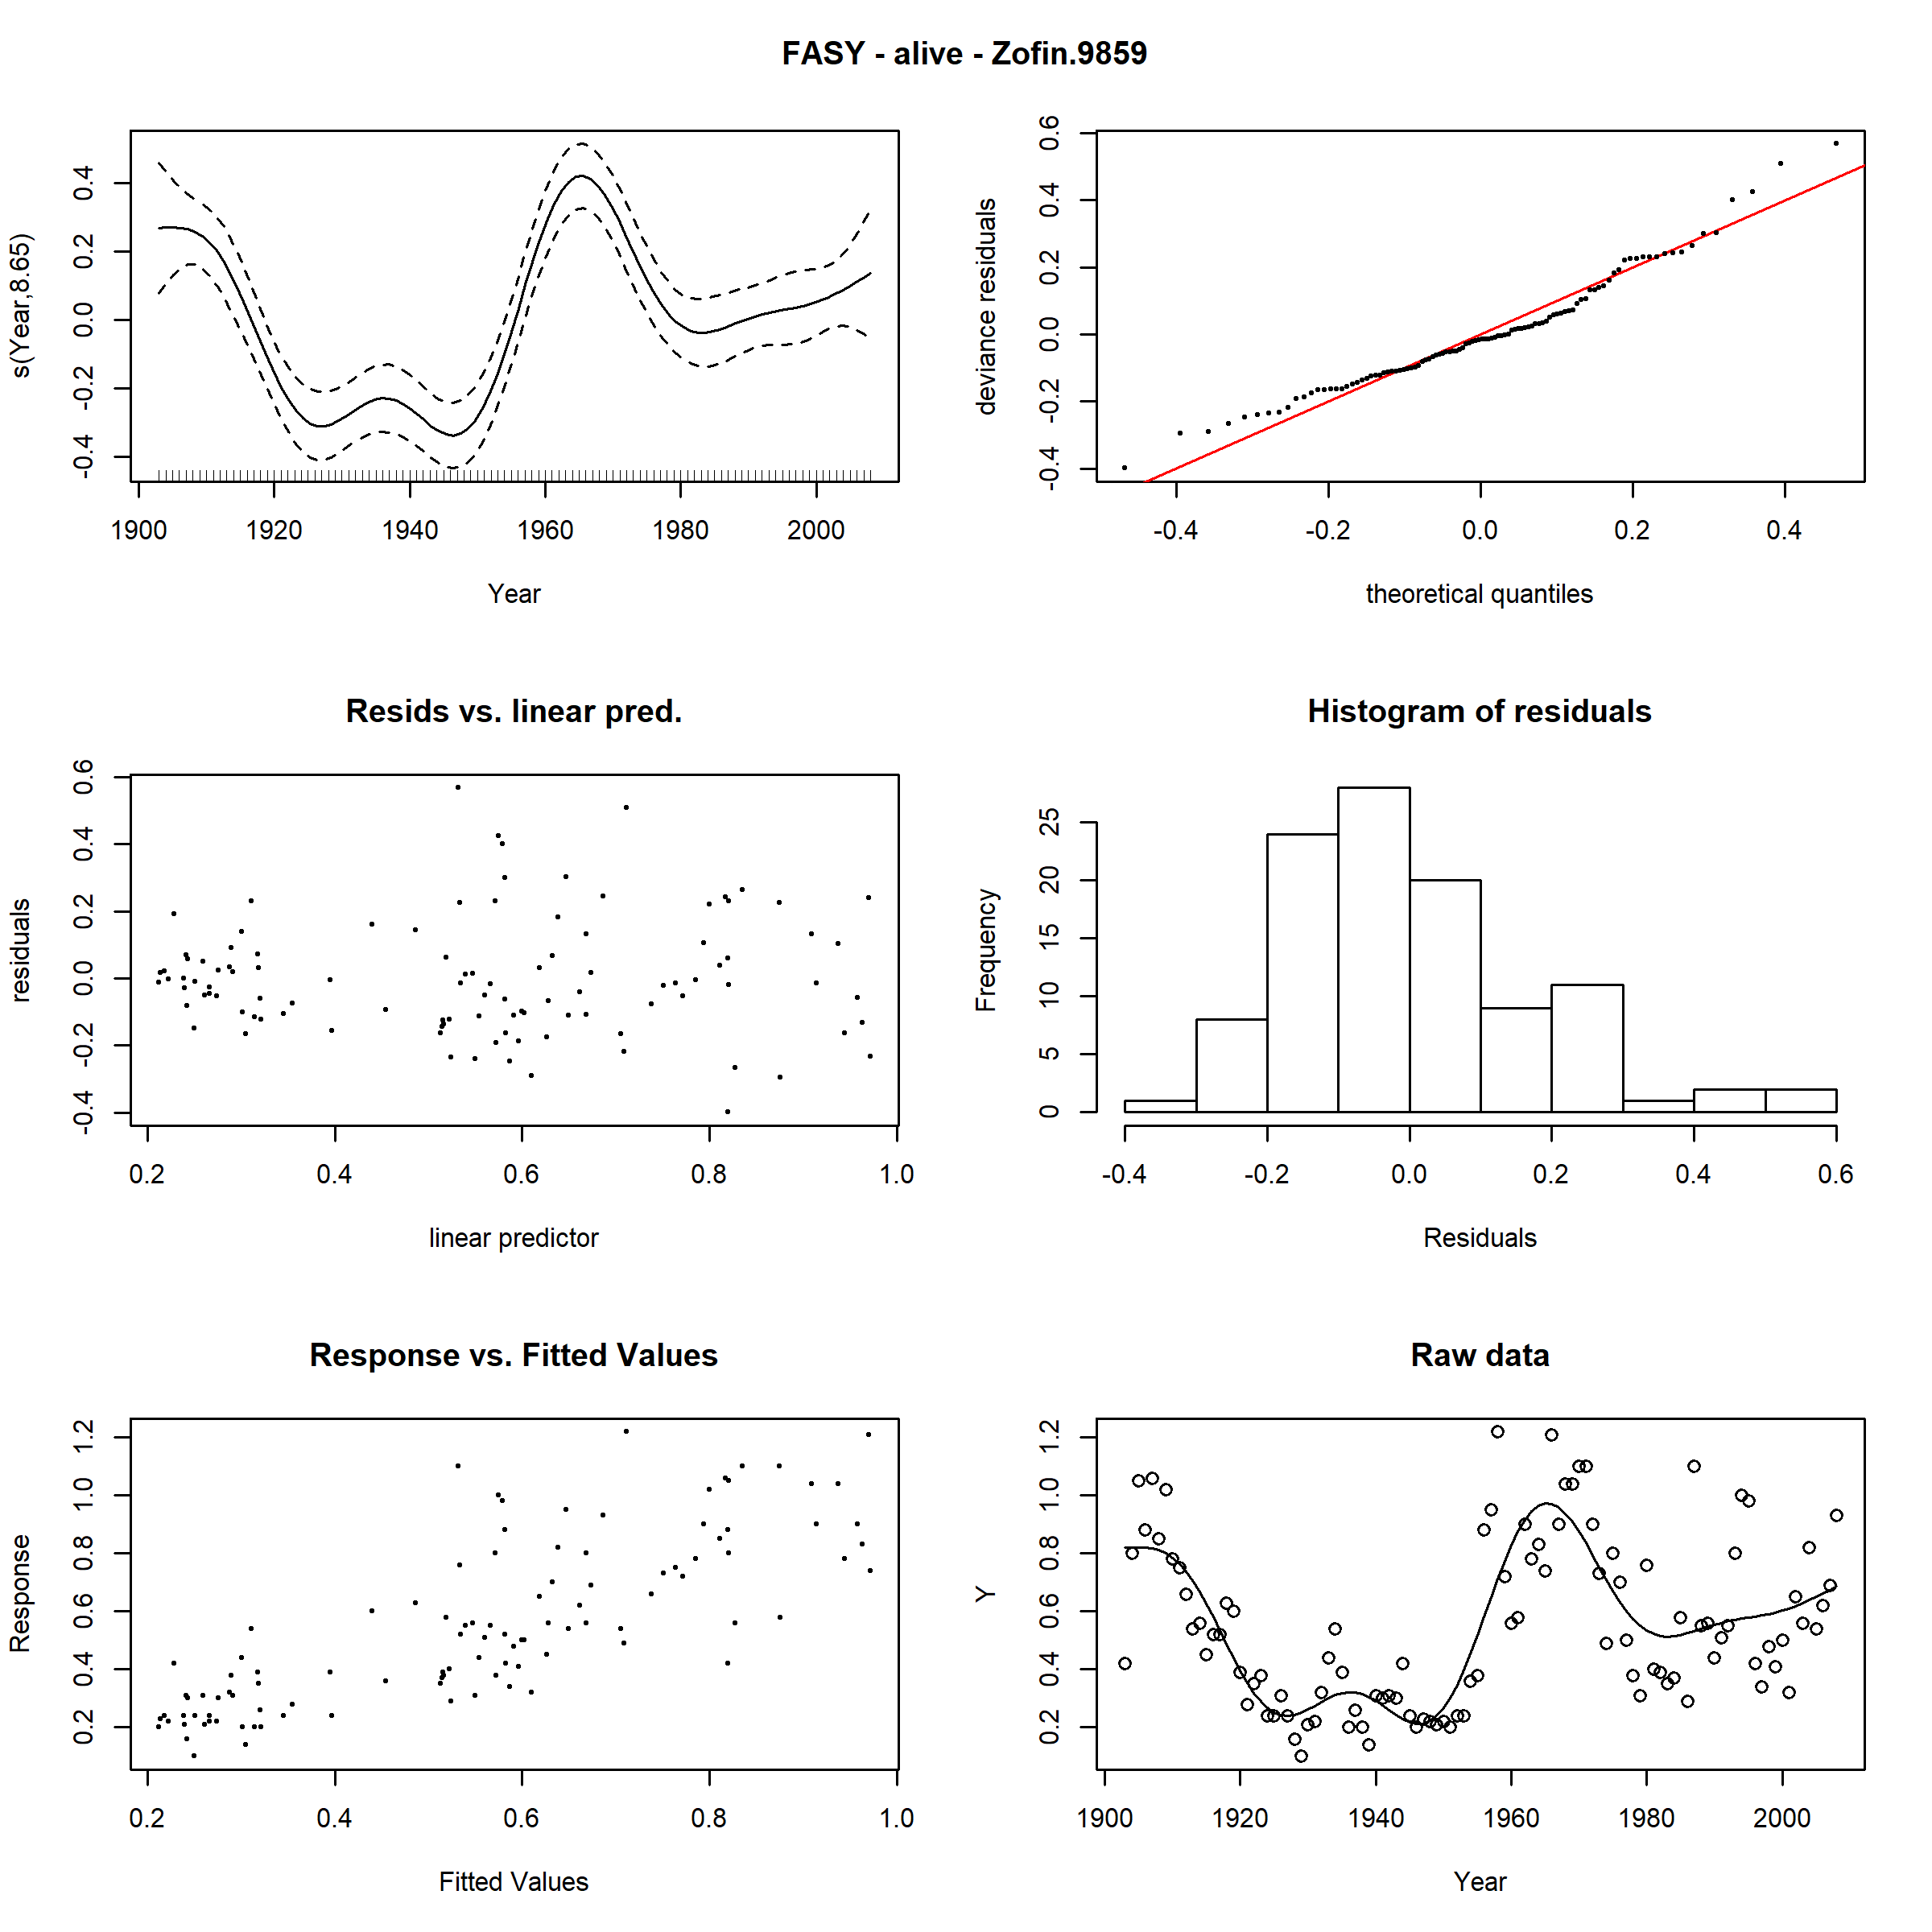 FASY - alive - Zofin.9859
s(Year,8.65)
-0.4 -0.2 0.0 0.2 0.4
1900 1920 1940 1960 1980 2000
Year
deviance residuals
-0.4 -0.2 0.0 0.2 0.4 0.6
-0.4 -0.2 0.0 0.2 0.4
theoretical quantiles
Resids vs. linear pred.
residuals
-0.4 -0.2 0.0 0.2 0.4 0.6
0.2 0.4 0.6 0.8 1.0
linear predictor
Histogram of residuals
Frequency
0 5 10 15 20 25
-0.4 -0.2 0.0 0.2 0.4 0.6
Residuals
Response vs. Fitted Values
Response
0.2 0.4 0.6 0.8 1.0 1.2
0.2 0.4 0.6 0.8 1.0
Fitted Values
Raw data
Y
0.2 0.4 0.6 0.8 1.0 1.2
1900 1920 1940 1960 1980 2000
Year